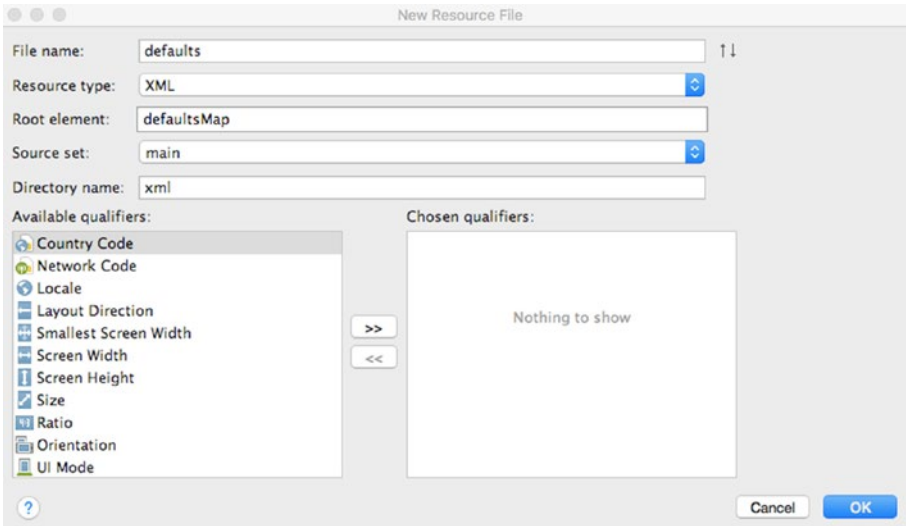 New Resource File
File name: defaults
Resource type: XML
Root element: defaultsMap
Source set: main
Directory name: xml
Available qualifiers: Chosen qualifiers:
Country Code
Network Code
Locale
Layout Direction
Smallest Screen Width
Screen Width
Screen Height
Size
Ratio
Orientation
UI Mode
>>
<<
Nothing to show
?
Cancel OK